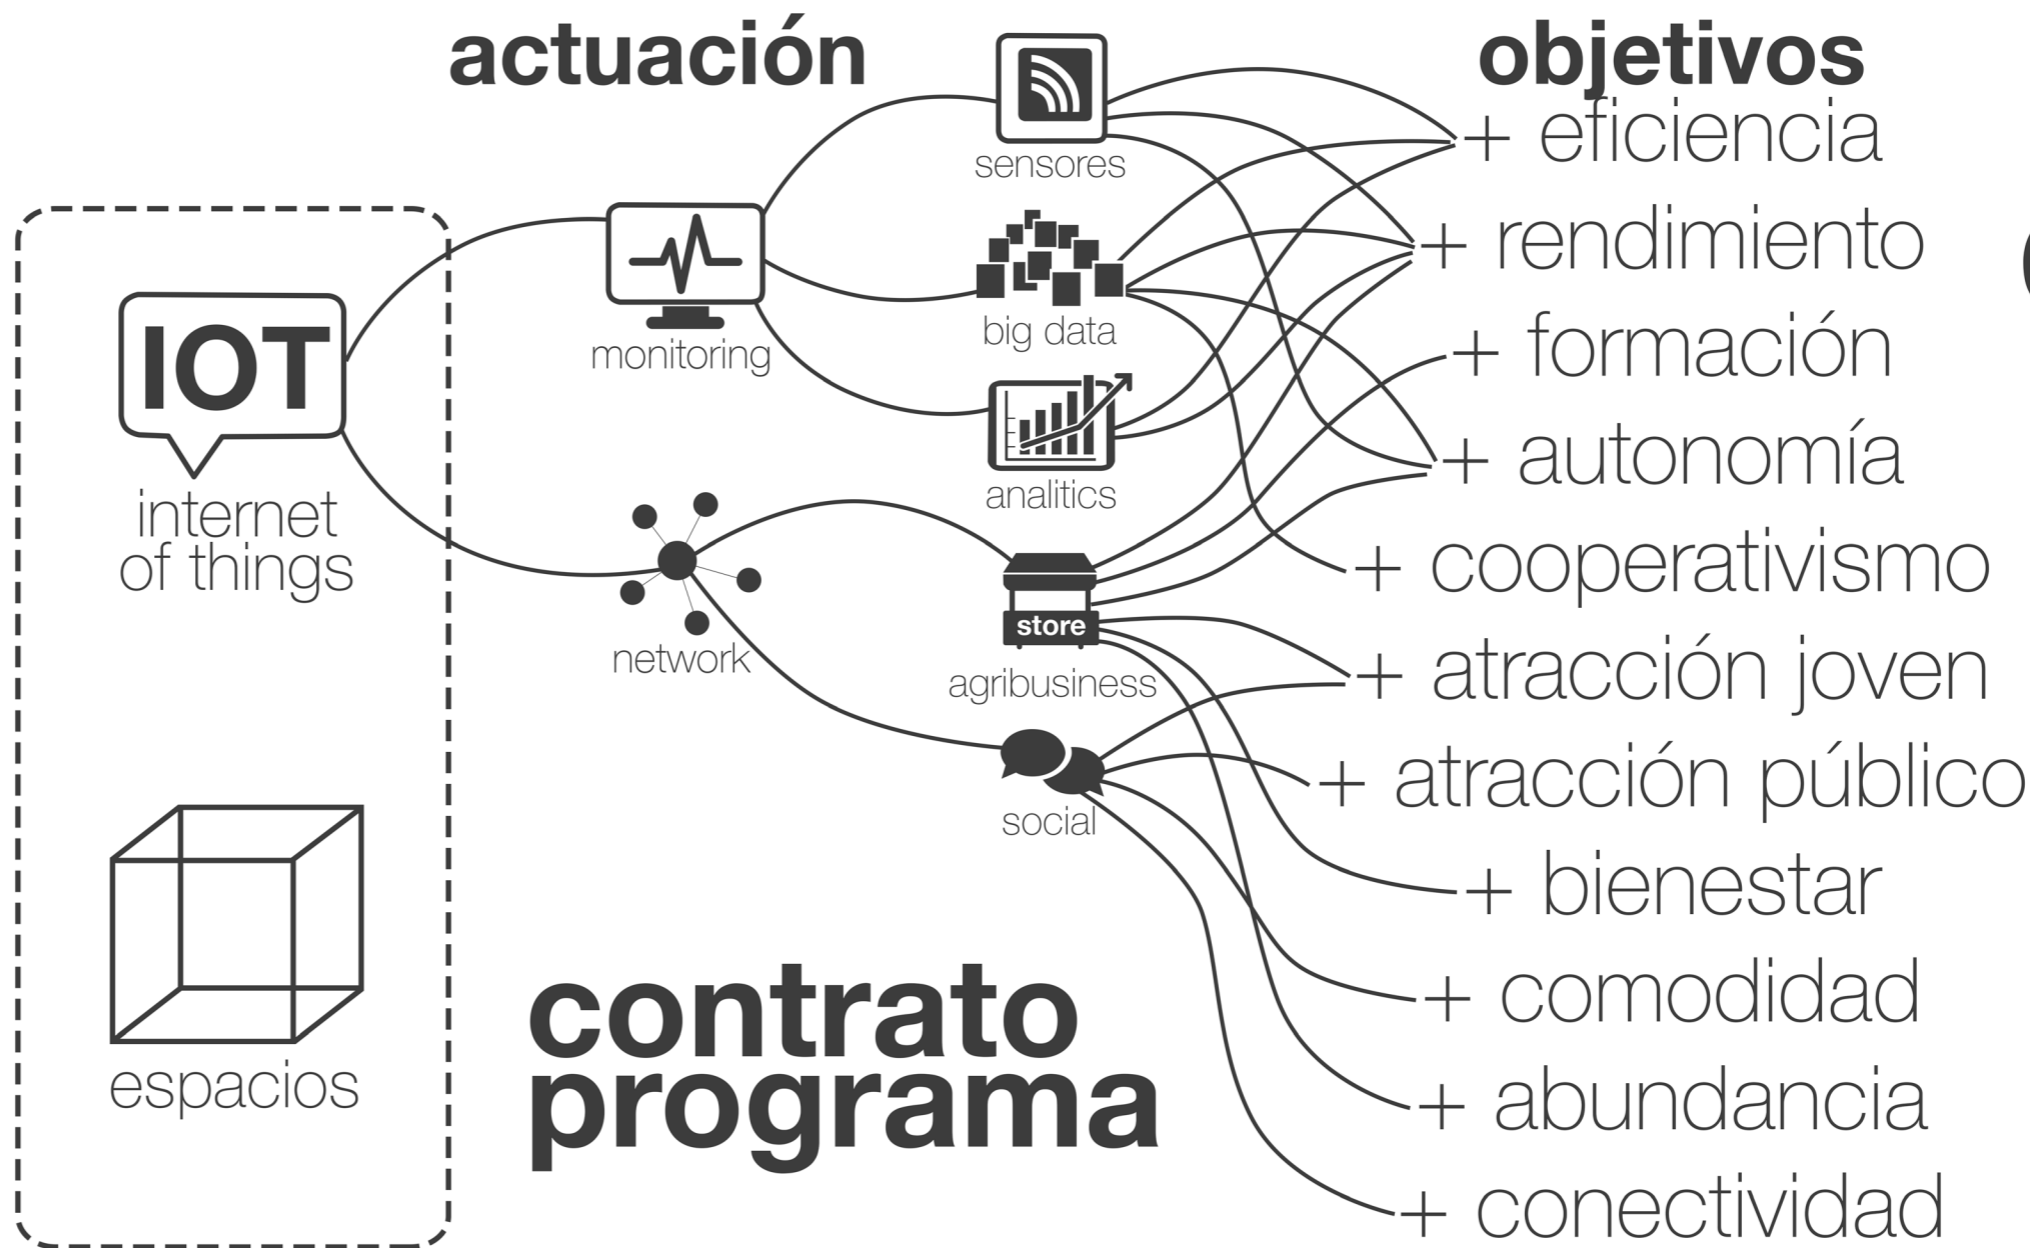 actuación
objetivos
IOT
internet
of things
espacios
monitoring
network
sensores
big data
analitics
store
agribusiness
social
+ eficiencia
+ rendimiento
+ formación
+ autonomía
+ cooperativismo
+ atracción joven
+ atracción público
+ bienestar
+ comodidad
+ abundancia
+ conectividad
contrato
programa